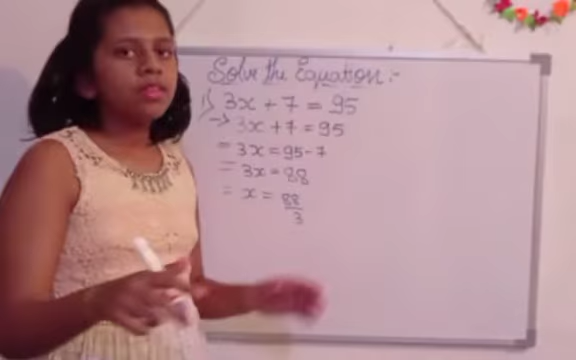 Solve the Equation:-
1) 3x + 7 = 95
→ 3x + 7 = 95
= 3x = 95 - 7
= 3x = 88
= x = 88/3